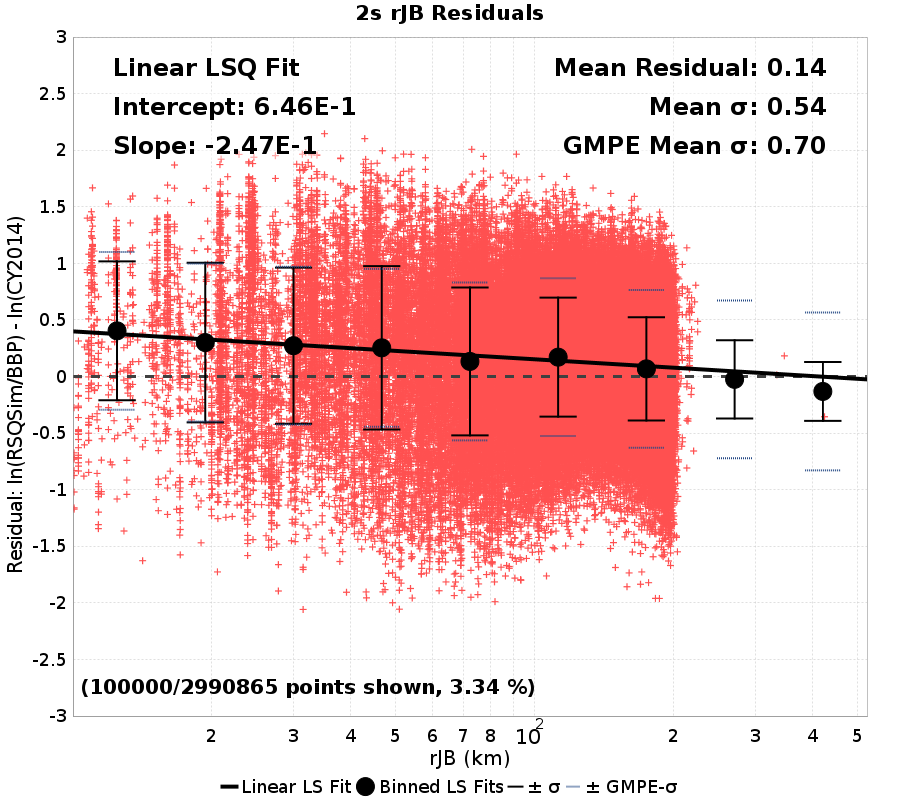 2s rJB Residuals
Linear LSQ Fit
Intercept: 6.46E-1
Slope: -2.47E-1
Mean Residual: 0.14
Mean σ: 0.54
GMPE Mean σ: 0.70
Residual: ln(RSQSim/BBP) - ln(CY2014)
3
2.5
2
1.5
1
0.5
0
-0.5
-1
-1.5
-2
-2.5
-3
(100000/2990865 points shown, 3.34 %)
2 3 4 5 6 7 8 10² 2 3 4 5
rJB (km)
Linear LS Fit Binned LS Fits ± σ ± GMPE-σ